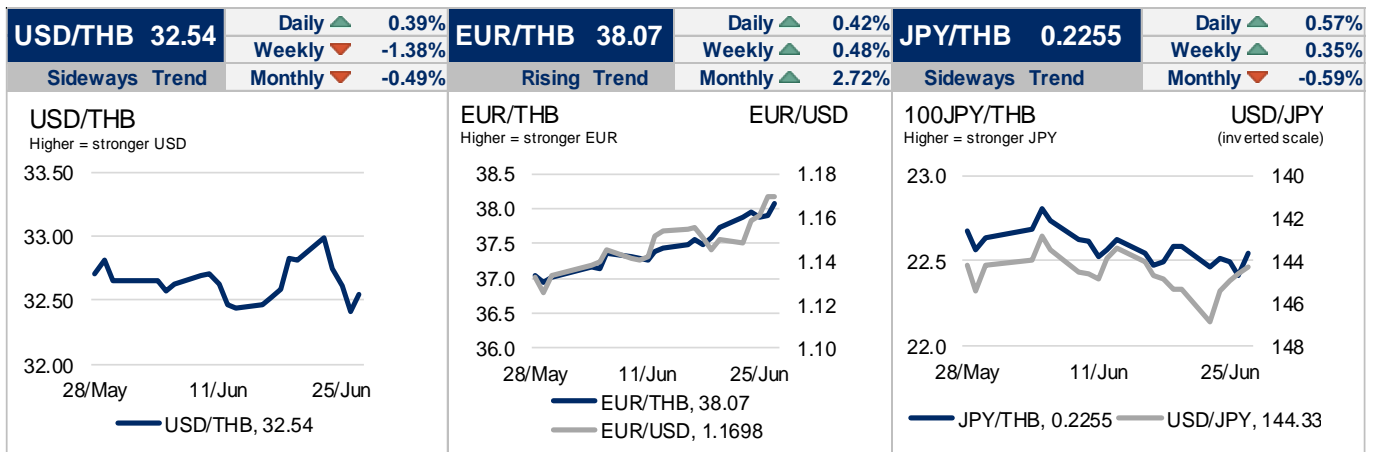 USD/THB 32.54
Daily 0.39%
Weekly -1.38%
Sideways Trend
Monthly -0.49%
USD/THB
Higher = stronger USD
33.50
33.00
32.50
32.00
28/May 11/Jun 25/Jun
USD/THB, 32.54
EUR/THB 38.07
Daily 0.42%
Weekly 0.48%
Rising Trend
Monthly 2.72%
EUR/THB EUR/USD
Higher = stronger EUR
38.5 1.18
38.0 1.16
37.5 1.14
37.0 1.13
36.5 1.12
36.0 1.10
28/May 11/Jun 25/Jun
EUR/THB, 38.07
EUR/USD, 1.1698
JPY/THB 0.2255
Daily 0.57%
Weekly 0.35%
Sideways Trend
Monthly -0.59%
100JPY/THB USD/JPY
Higher = stronger JPY (inverted scale)
23.0 140
142
22.5 144
146
22.0 148
28/May 11/Jun 25/Jun
JPY/THB, 0.2255 USD/JPY, 144.33